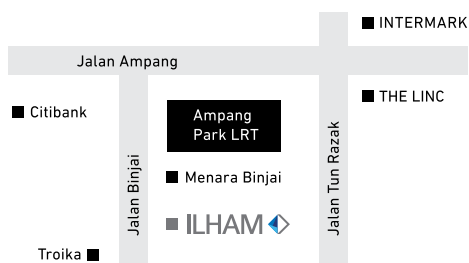 INTERMARK
Jalan Ampang
THE LINC
Citibank
Ampang
Park LRT
Jalan Binjai
Jalan Tun Razak
Menara Binjai
ILHAM
Troika